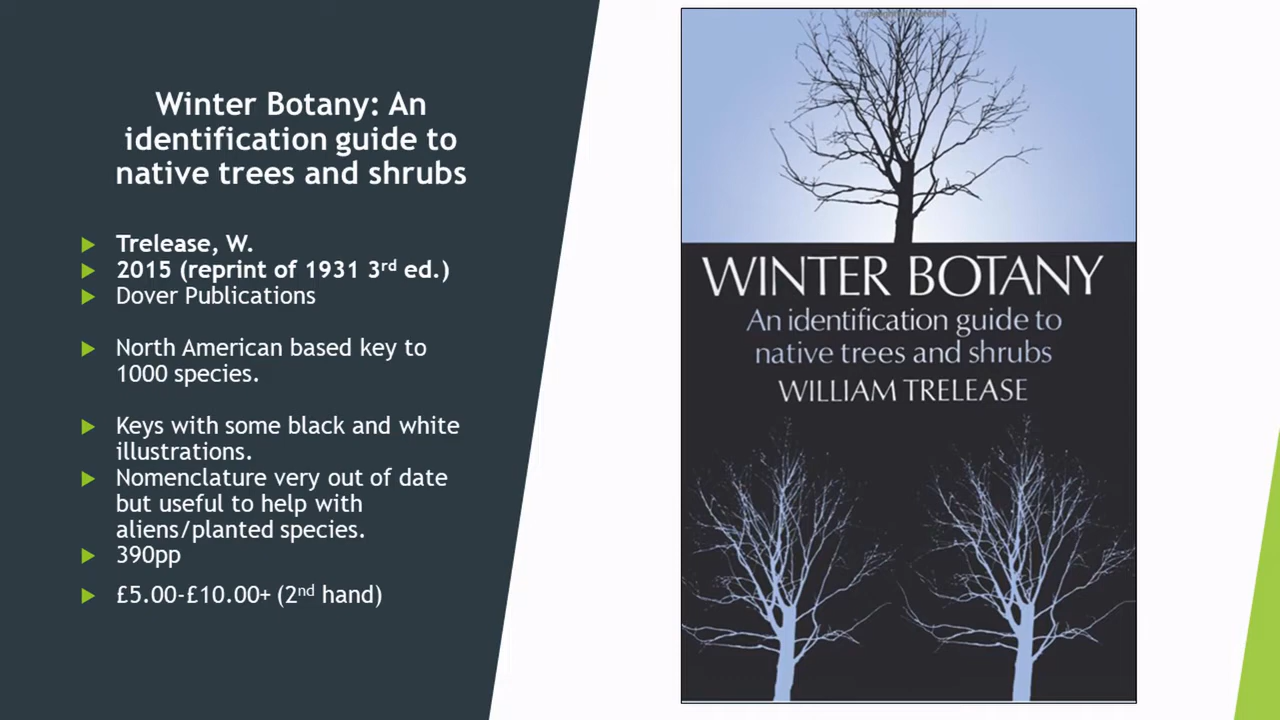 Winter Botany: An
identification guide to
native trees and shrubs
Trelease, W.
2015 (reprint of 1931 3rd ed.)
Dover Publications
North American based key to
1000 species.
Keys with some black and white
illustrations.
Nomenclature very out of date
but useful to help with
aliens/planted species.
390pp
£5.00-£10.00+ (2nd hand)
Copyrighted Material
WINTER BOTANY
An identification guide to
native trees and shrubs
WILLIAM TRELEASE